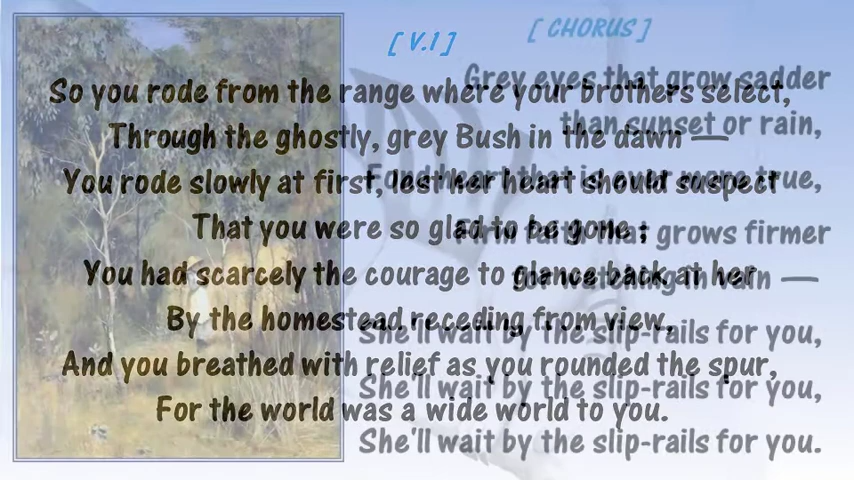 [ V.1 ]
So you rode from the range where your brothers select,
Through the ghostly, grey Bush in the dawn —
You rode slowly at first, lest her heart should suspect
That you were so glad to be gone ;
You had scarcely the courage to glance back at her
By the homestead receding from view,
And you breathed with relief as you rounded the spur,
For the world was a wide world to you.
[ CHORUS ]
Grey eyes that grow sadder
than sunset or rain,
Fond heart that is ever more true,
Firm faith that grows firmer
for watching in vain —
She'll wait by the slip-rails for you,
She'll wait by the slip-rails for you,
She'll wait by the slip-rails for you.